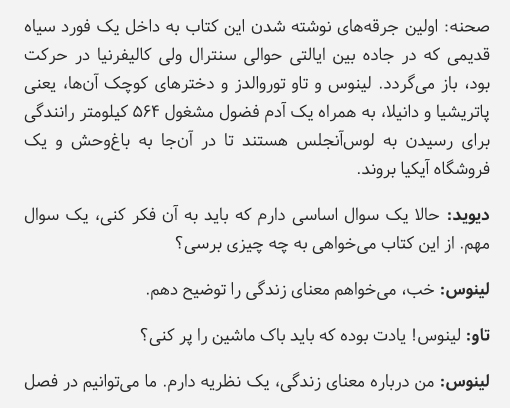 صحنه: اولین جرقه‌های نوشته شدن این کتاب به داخل یک فورد سیاه
قدیمی که در جاده بین ایالتی حوالی سنترال ولی کالیفرنیا در حرکت
بود، باز می‌گردد. لینوس و تاو توروالدز و دخترهای کوچک آن‌ها، یعنی
پاتریشیا و دانیلا، به همراه یک آدم فضول مشغول ۵۶۴ کیلومتر رانندگی
برای رسیدن به لوس‌آنجلس هستند تا در آن‌جا به باغ‌وحش و یک
فروشگاه آیکیا بروند.
دیوید: حالا یک سوال اساسی دارم که باید به آن فکر کنی، یک سوال
مهم. از این کتاب می‌خواهی به چه چیزی برسی؟
لینوس: خب، می‌خواهم معنای زندگی را توضیح دهم.
تاو: لینوس! یادت بوده که باید باک ماشین را پر کنی؟
لینوس: من درباره معنای زندگی، یک نظریه دارم. ما می‌توانیم در فصل